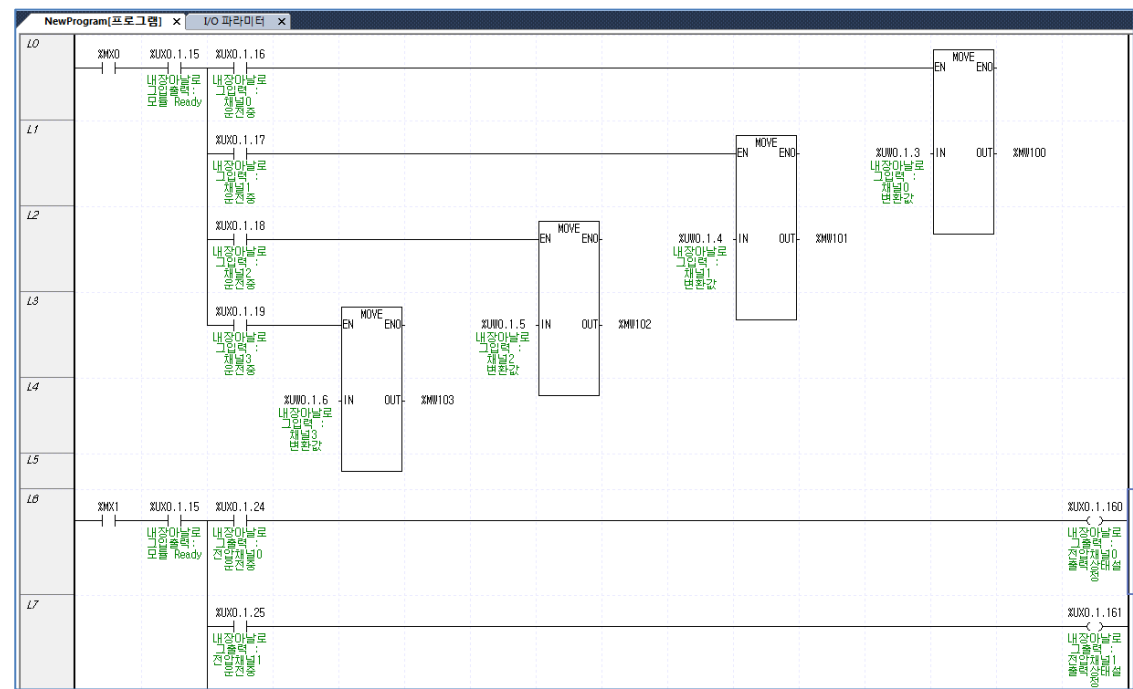 NewProgram[프로그램] ×
I/O 파라미터 ×
L0
%MX0
%UX0.1.15
%UX0.1.16
MOVE
EN
ENO
내장아날로
그입출력:
모듈 Ready
내장아날로
그입력 :
채널0
운전중
L1
%UX0.1.17
MOVE
EN
ENO
%UW0.1.3
IN
OUT
%MW100
내장아날로
그입력 :
채널1
운전중
내장아날로
그입력 :
채널0
변환값
L2
%UX0.1.18
MOVE
EN
ENO
%UW0.1.4
IN
OUT
%MW101
내장아날로
그입력 :
채널2
운전중
내장아날로
그입력 :
채널1
변환값
L3
%UX0.1.19
MOVE
EN
ENO
%UW0.1.5
IN
OUT
%MW102
내장아날로
그입력 :
채널3
운전중
내장아날로
그입력 :
채널2
변환값
L4
%UW0.1.6
IN
OUT
%MW103
내장아날로
그입력 :
채널3
변환값
L5
L6
%MX1
%UX0.1.15
%UX0.1.24
%UX0.1.160
내장아날로
그입출력:
모듈 Ready
내장아날로
그출력 :
전압채널0
운전중
내장아날로
그출력 :
전압채널0
출력상태설
정
L7
%UX0.1.25
%UX0.1.161
내장아날로
그출력 :
전압채널1
운전중
내장아날로
그출력 :
전압채널1
출력상태설
정